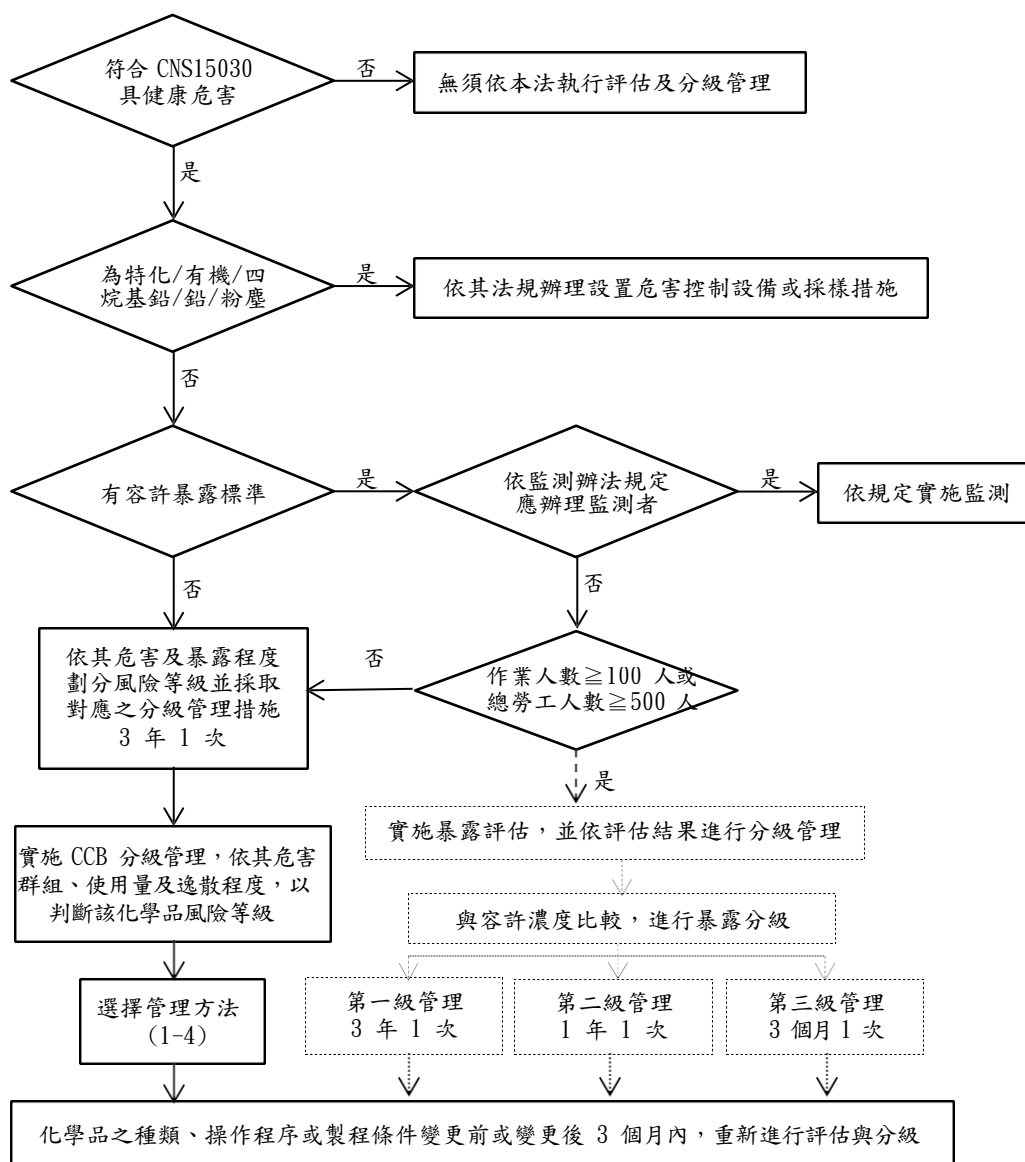 符合 CNS15030
具健康危害
否
無須依本法執行評估及分級管理
是
為特化/有機/四
烷基鉛/鉛/粉塵
是
依其法規辦理設置危害控制設備或採樣措施
否
有容許暴露標準
是
依監測辦法規定
應辦理監測者
是
依規定實施監測
否
否
依其危害及暴露程度
劃分風險等級並採取
對應之分級管理措施
3 年 1 次
否
作業人數≧100 人或
總勞工人數≧500 人
是
實施暴露評估，並依評估結果進行分級管理
實施 CCB 分級管理，依其危害
群組、使用量及逸散程度，以
判斷該化學品風險等級
與容許濃度比較，進行暴露分級
選擇管理方法
(1-4)
第一級管理
3 年 1 次
第二級管理
1 年 1 次
第三級管理
3 個月 1 次
化學品之種類、操作程序或製程條件變更前或變更後 3 個月內，重新進行評估與分級